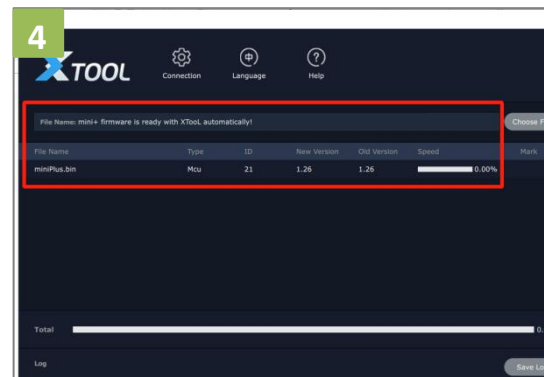 4
XTOOL
Connection
Language
Help
File Name: mini+ firmware is ready with XTooL automatically!
Choose F
File Name Type ID New Version Old Version Speed Mark
miniPlus.bin Mcu 21 1.26 1.26 0.00%
Total 0.
Log
Save Lo